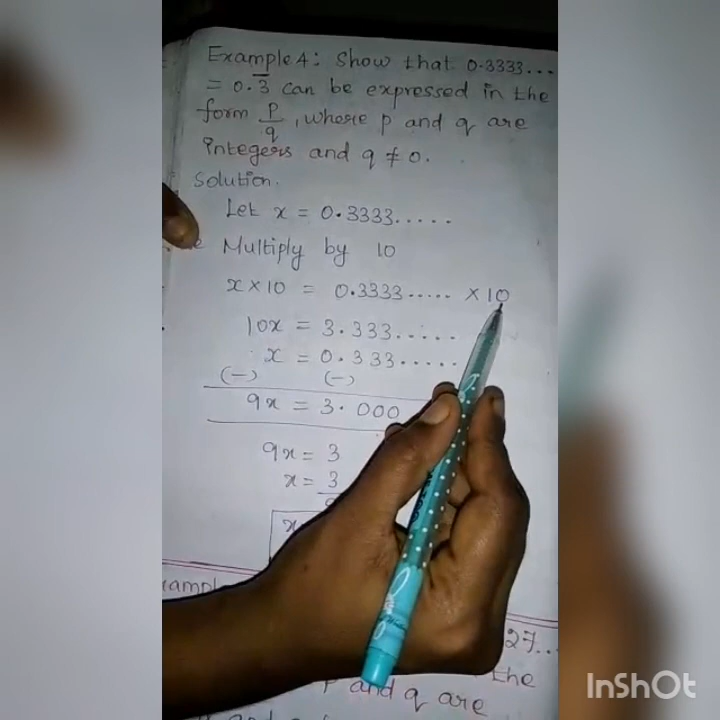 Example 4: Show that 0.3333...
= 0.3̅ can be expressed in the
form p/q, where p and q are
integers and q ≠ 0.
Solution.
Let x = 0.3333.....
Multiply by 10
x × 10 = 0.3333..... × 10
10x = 3.333.....
x = 0.333.....
(-) (-)
9x = 3.000
9x = 3
x = 3
x
27..
the
p and q are
InShOt